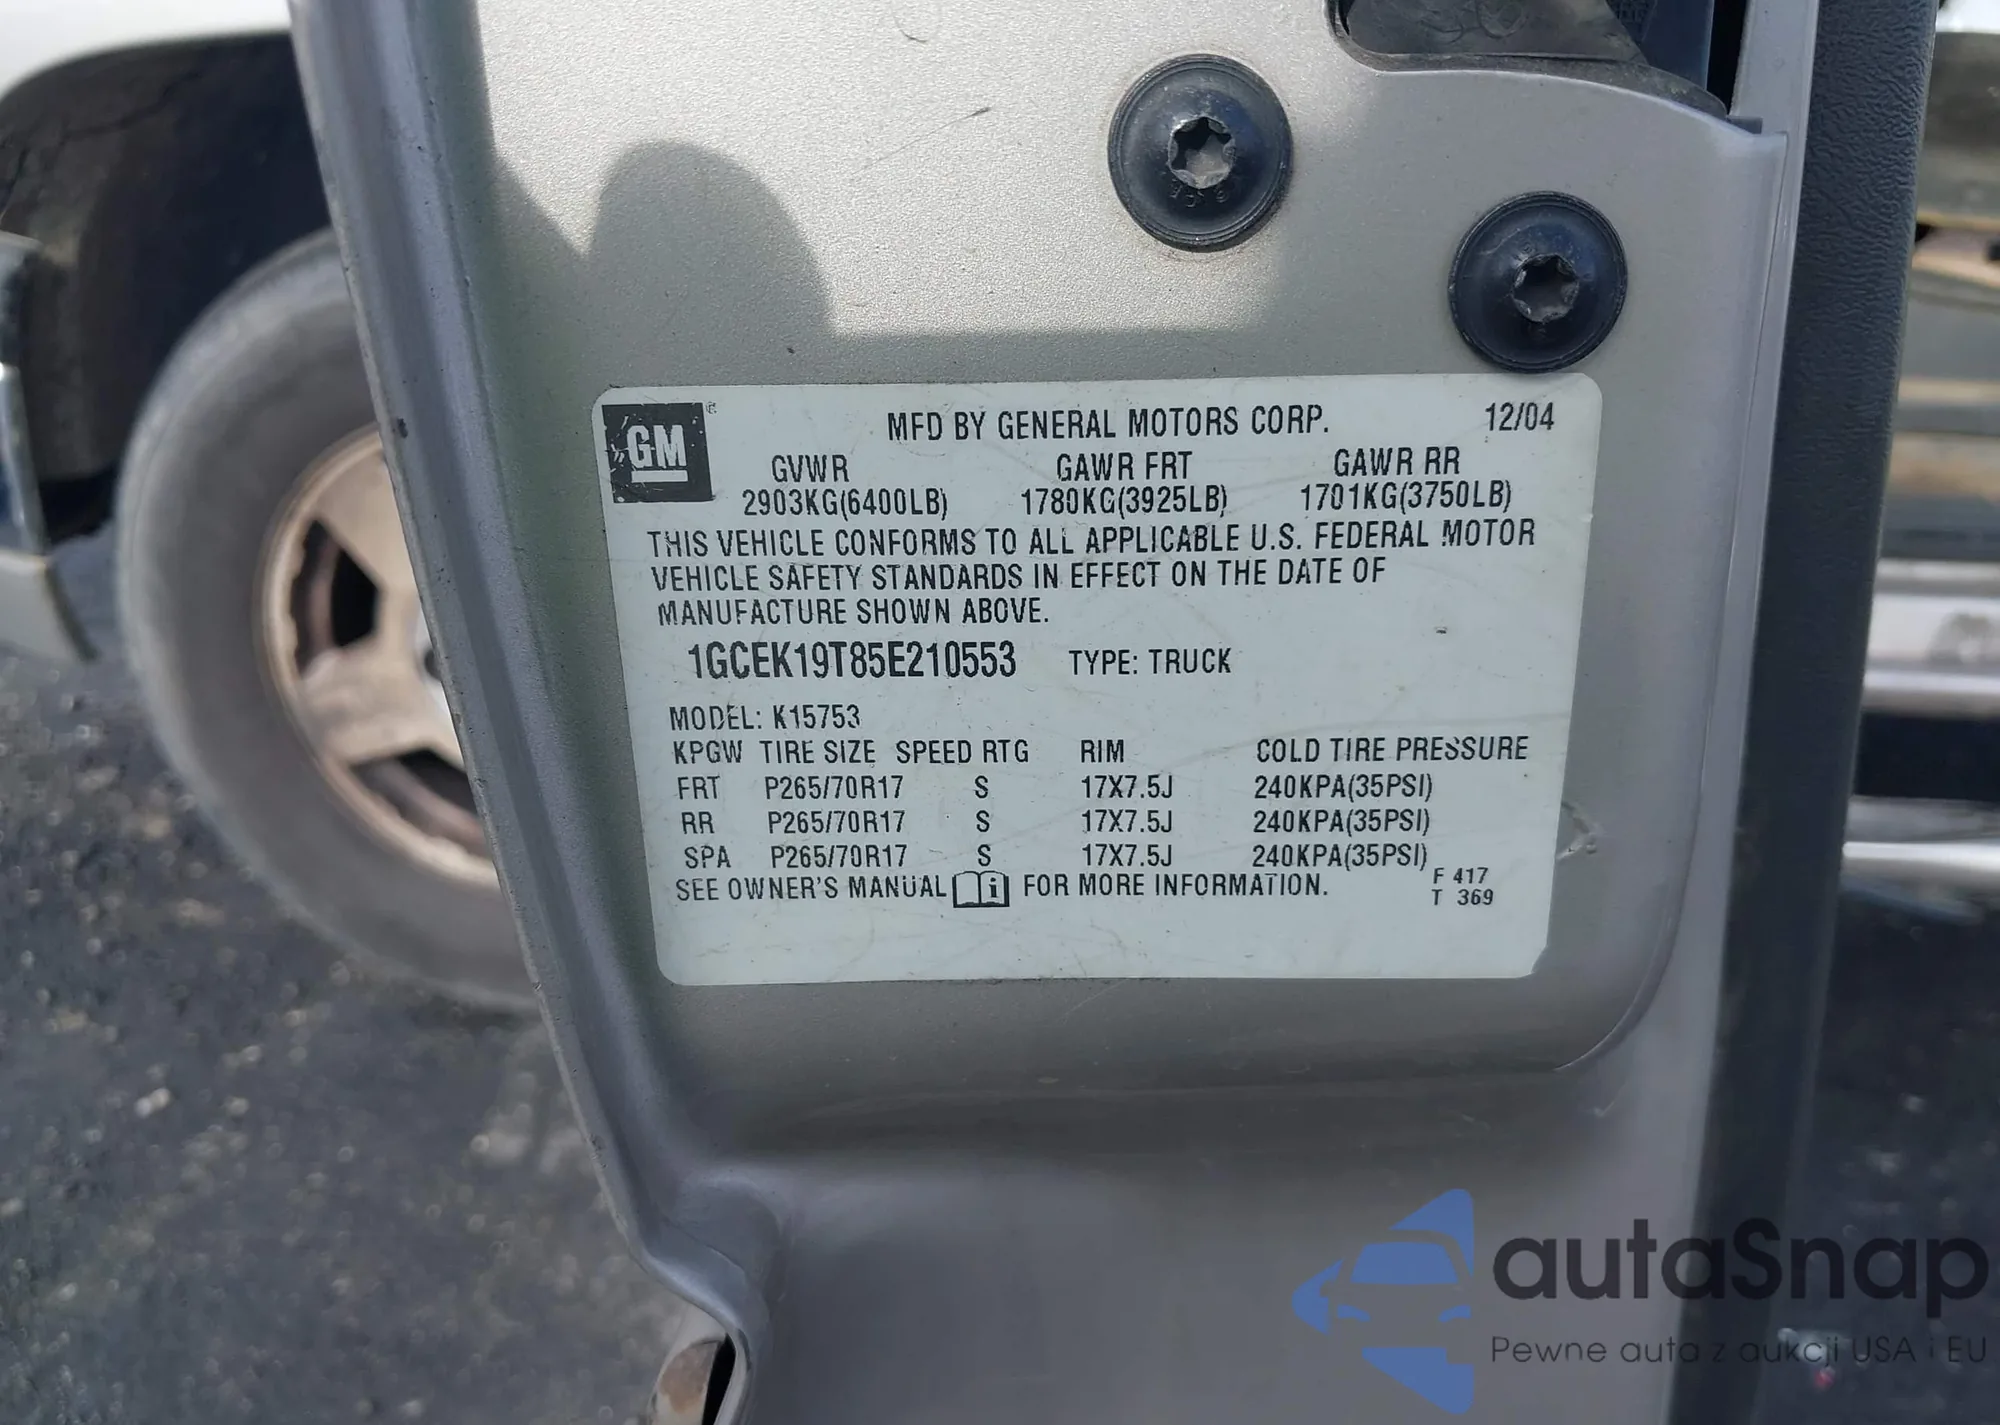 GM ® MFD BY GENERAL MOTORS CORP. 12/04
GVWR GAWR FRT GAWR RR
2903KG(6400LB) 1780KG(3925LB) 1701KG(3750LB)
THIS VEHICLE CONFORMS TO ALL APPLICABLE U.S. FEDERAL MOTOR
VEHICLE SAFETY STANDARDS IN EFFECT ON THE DATE OF
MANUFACTURE SHOWN ABOVE.
1GCEK19T85E210553 TYPE: TRUCK
MODEL: K15753
KPGW TIRE SIZE SPEED RTG RIM COLD TIRE PRESSURE
FRT P265/70R17 S 17X7.5J 240KPA(35PSI)
RR P265/70R17 S 17X7.5J 240KPA(35PSI)
SPA P265/70R17 S 17X7.5J 240KPA(35PSI)
SEE OWNER'S MANUAL i FOR MORE INFORMATION. F 417
T 369
autaSnap
Pewne auta z aukcji USA i EU